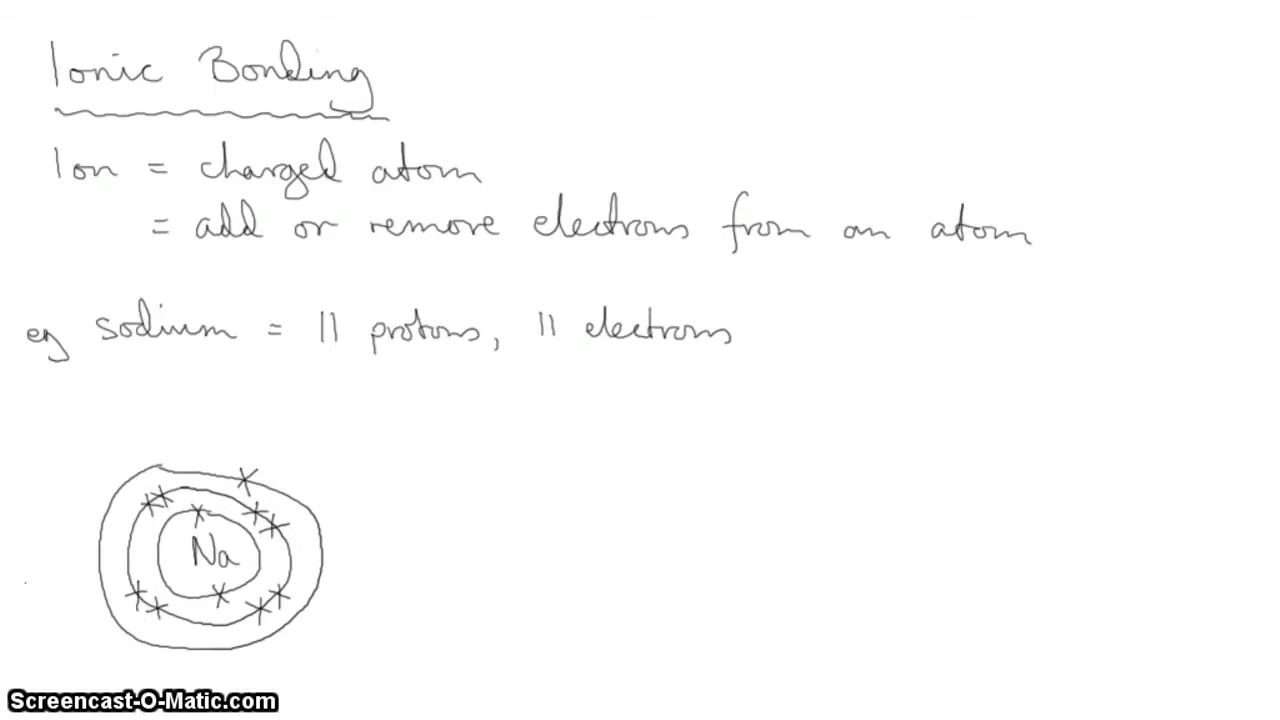 Ionic Bonding
Ion = charged atom
= add or remove electrons from an atom
eg sodium = 11 protons, 11 electrons
Na
Screencast-O-Matic.com